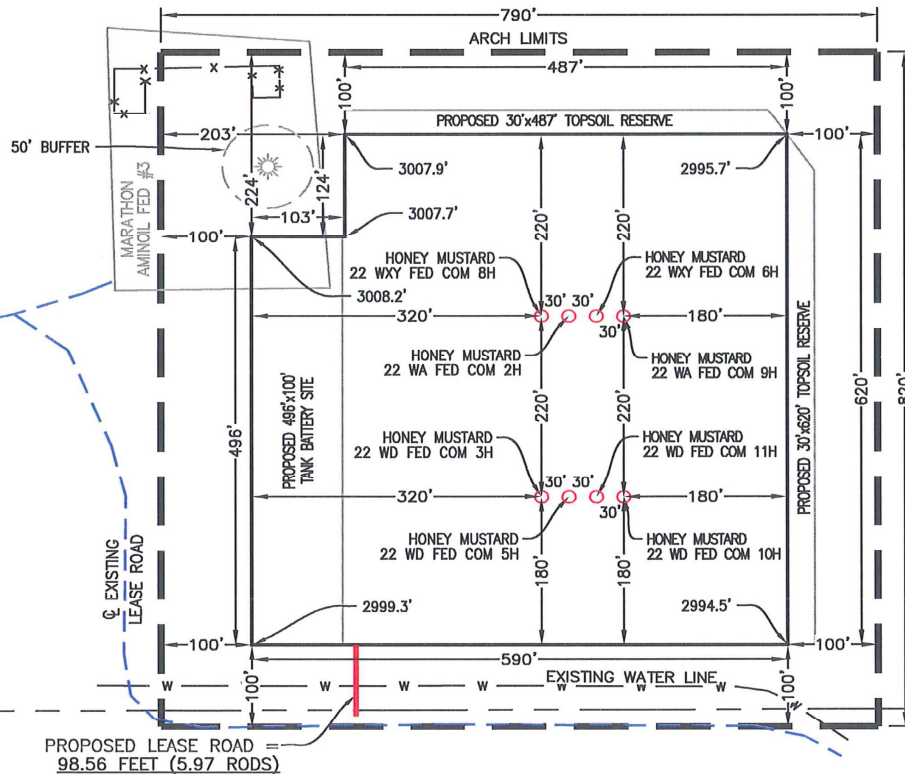 790'
ARCH LIMITS
487'
100'
100'
PROPOSED 30'x487' TOPSOIL RESERVE
203'
100'
50' BUFFER
MARATHON
AMINOIL FED #3
224'
124'
3007.9'
2995.7'
103'
3007.7'
100'
3008.2'
220'
220'
HONEY MUSTARD
22 WXY FED COM 8H
HONEY MUSTARD
22 WXY FED COM 6H
30' 30'
30'
320'
180'
HONEY MUSTARD
22 WA FED COM 2H
HONEY MUSTARD
22 WA FED COM 9H
PROPOSED 496'x100'
TANK BATTERY SITE
496'
220'
220'
PROPOSED 30'x620' TOPSOIL RESERVE
620'
820'
HONEY MUSTARD
22 WD FED COM 3H
HONEY MUSTARD
22 WD FED COM 11H
30' 30'
30'
320'
180'
HONEY MUSTARD
22 WD FED COM 5H
HONEY MUSTARD
22 WD FED COM 10H
180'
180'
℄ EXISTING
LEASE ROAD
2999.3'
2994.5'
100'
100'
590'
100'
100'
EXISTING WATER LINE
W W W W W W W W
PROPOSED LEASE ROAD =
98.56 FEET (5.97 RODS)